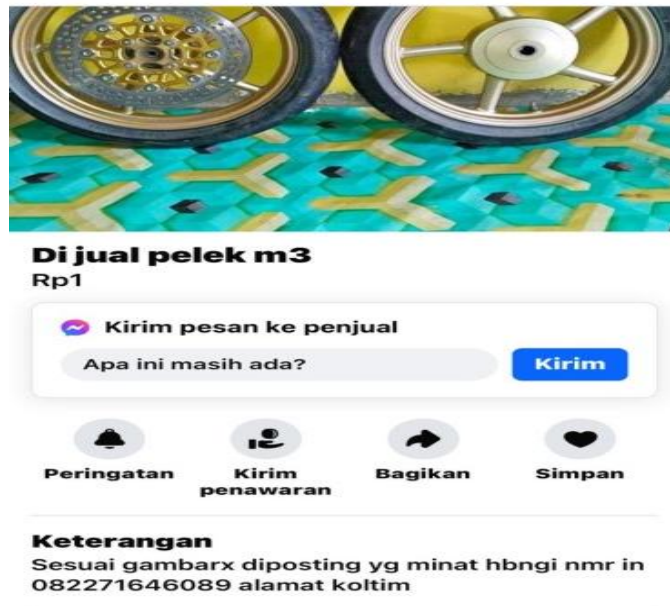 Di jual pelek m3
Rp1
Kirim pesan ke penjual
Apa ini masih ada?
Kirim
Peringatan
Kirim penawaran
Bagikan
Simpan
Keterangan
Sesuai gambarx diposting yg minat hbngi nmr in
082271646089 alamat koltim